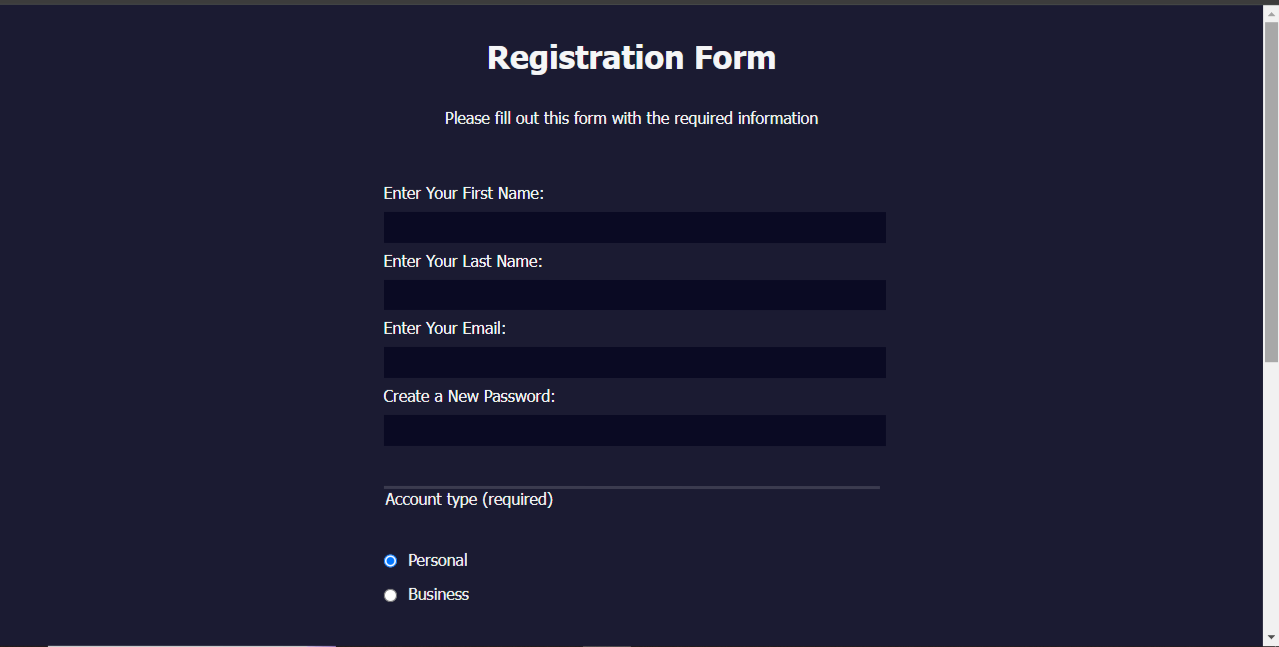 Registration Form
Please fill out this form with the required information
Enter Your First Name:
Enter Your Last Name:
Enter Your Email:
Create a New Password:
Account type (required)
Personal
Business